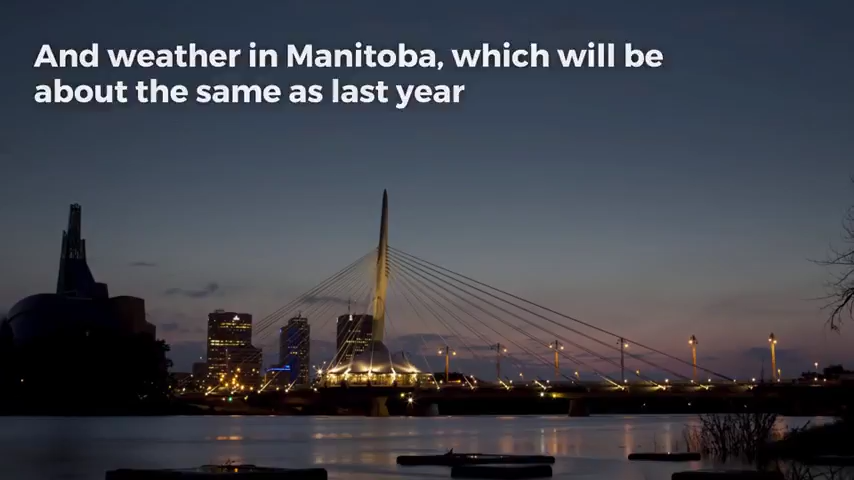 And weather in Manitoba, which will be
about the same as last year